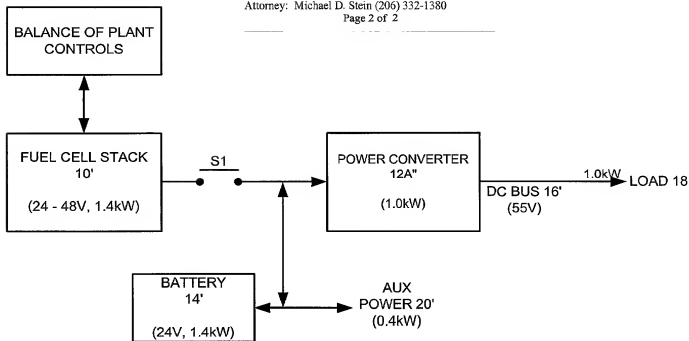 Attorney: Michael D. Stein (206) 332-1380
Page 2 of 2
BALANCE OF PLANT
CONTROLS
FUEL CELL STACK
10'
(24 - 48V, 1.4kW)
S1
POWER CONVERTER
12A"
(1.0kW)
1.0kW
DC BUS 16'
(55V)
LOAD 18
BATTERY
14'
(24V, 1.4kW)
AUX
POWER 20'
(0.4kW)